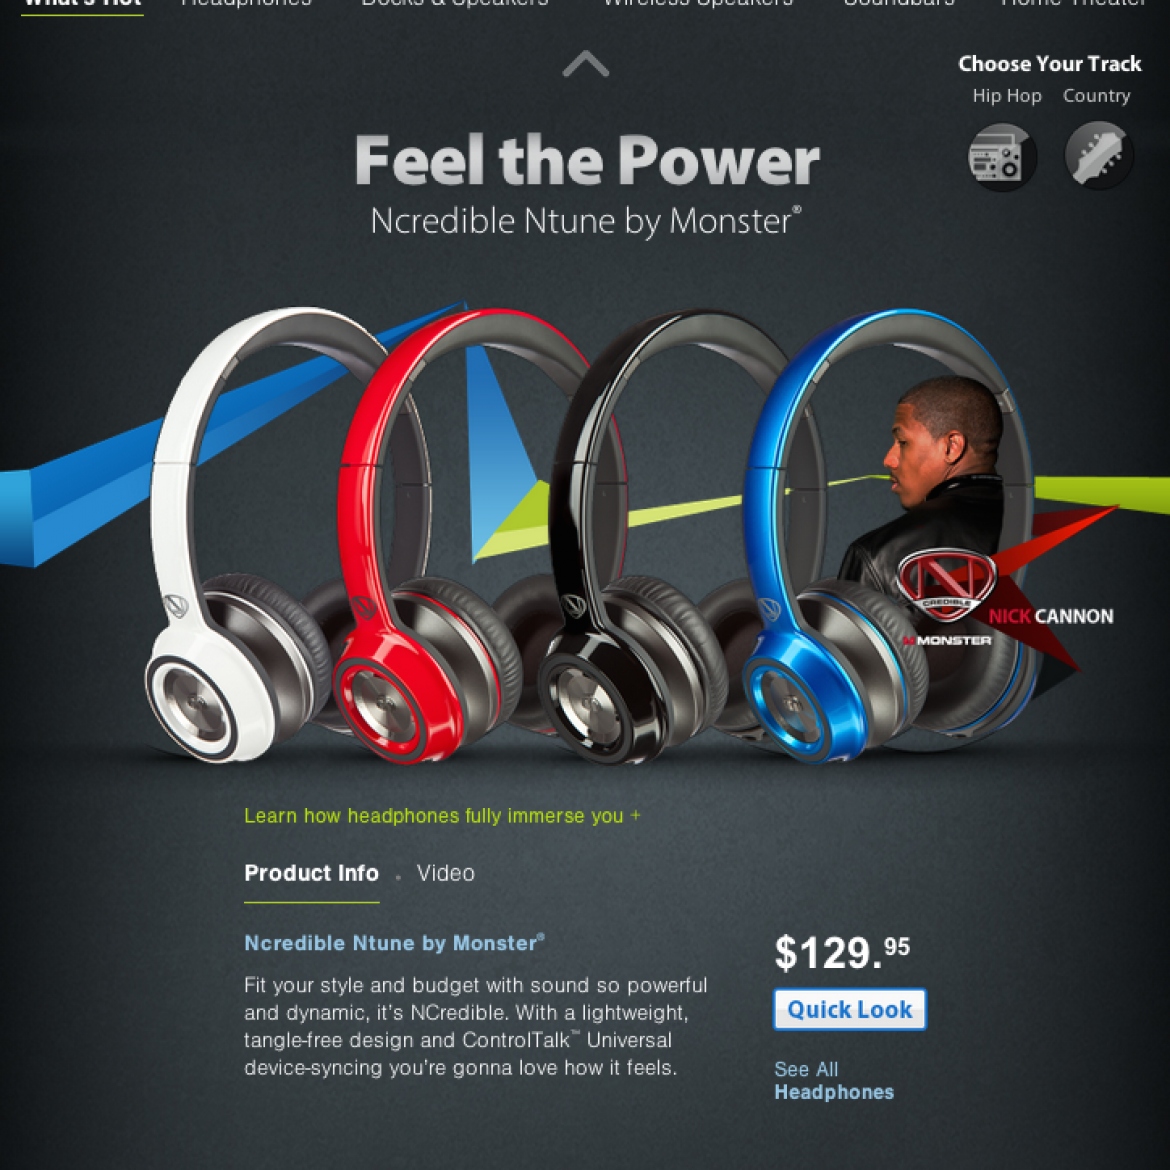 What's Hot Headphones Docks & Speakers Wireless Speakers Soundbars Home Theater
Choose Your Track
Hip Hop Country
Feel the Power
Ncredible Ntune by Monster®
N
CREDIBLE
NICK CANNON
MONSTER
Learn how headphones fully immerse you +
Product Info . Video
Ncredible Ntune by Monster®
$129.95
Fit your style and budget with sound so powerful
and dynamic, it's NCredible. With a lightweight,
tangle-free design and ControlTalk™ Universal
device-syncing you're gonna love how it feels.
Quick Look
See All
Headphones